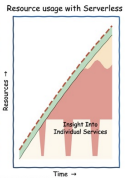 Resource usage with Serverless
Resources →
Insight Into
Individual Services
Time →